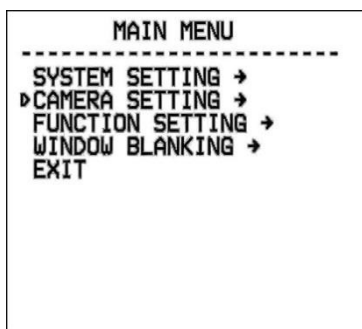 MAIN MENU
------------------------
SYSTEM SETTING →
▷CAMERA SETTING →
FUNCTION SETTING →
WINDOW BLANKING →
EXIT